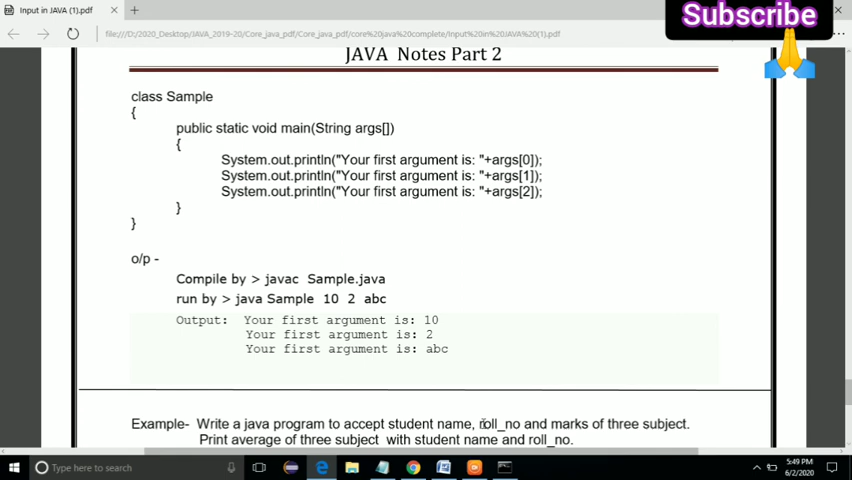 Input in JAVA (1).pdf
Subscribe
file:///D:/2020_Desktop/JAVA_2019-20/Core_java_pdf/Core_java_pdf/core%20java%20complete/Input%20in%20JAVA%20(1).pdf
JAVA Notes Part 2
class Sample
{
public static void main(String args[])
{
System.out.println("Your first argument is: "+args[0]);
System.out.println("Your first argument is: "+args[1]);
System.out.println("Your first argument is: "+args[2]);
}
}
o/p -
Compile by > javac Sample.java
run by > java Sample 10 2 abc
Output: Your first argument is: 10
Your first argument is: 2
Your first argument is: abc
Example- Write a java program to accept student name, roll_no and marks of three subject.
Print average of three subject with student name and roll_no.
Type here to search
5:49 PM
6/2/2020